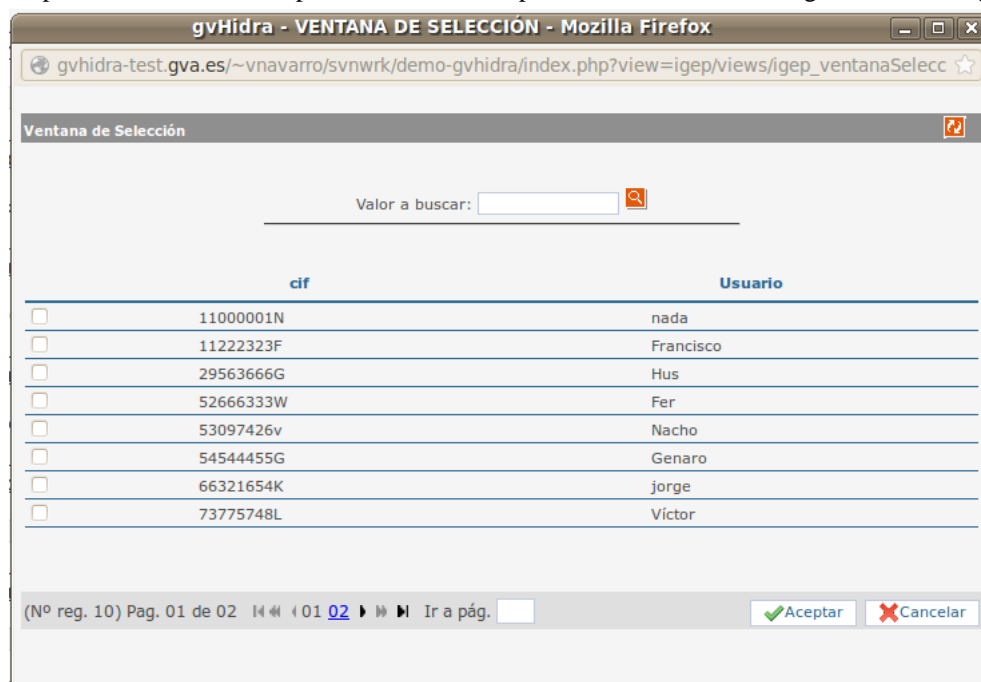 gvHidra - VENTANA DE SELECCIÓN - Mozilla Firefox
gvhidra-test.gva.es/~vnavarro/svnwrk/demo-gvhidra/index.php?view=igep/views/igep_ventanaSelecc
Ventana de Selección
Valor a buscar:
cif Usuario
11000001N nada
11222323F Francisco
29563666G Hus
52666333W Fer
53097426v Nacho
54544455G Genaro
66321654K jorge
73775748L Víctor
(Nº reg. 10) Pag. 01 de 02 01 02 Ir a pág. Aceptar Cancelar